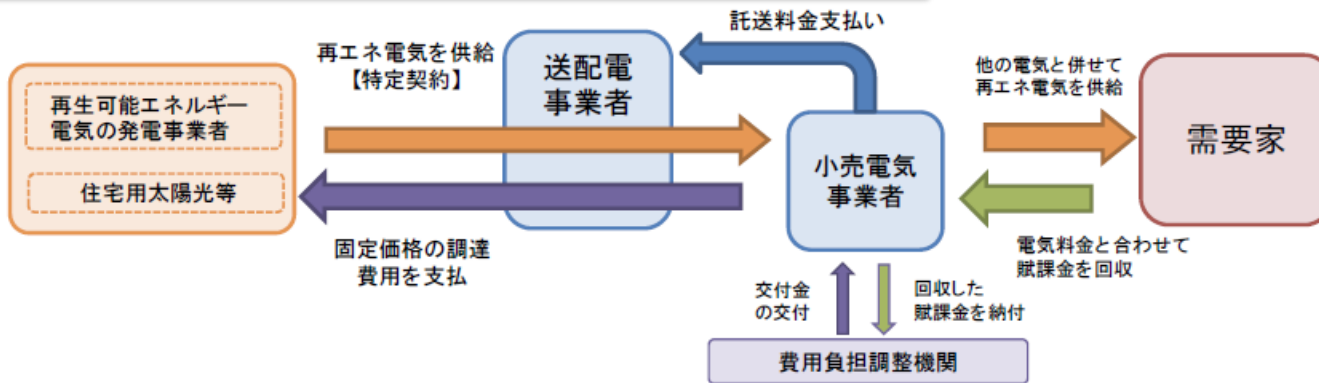 託送料金支払い
再エネ電気を供給
【特定契約】
送配電
事業者
他の電気と併せて
再エネ電気を供給
再生可能エネルギー
電気の発電事業者
住宅用太陽光等
小売電気
事業者
需要家
固定価格の調達
費用を支払
電気料金と合わせて
賦課金を回収
交付金
の交付
回収した
賦課金を納付
費用負担調整機関